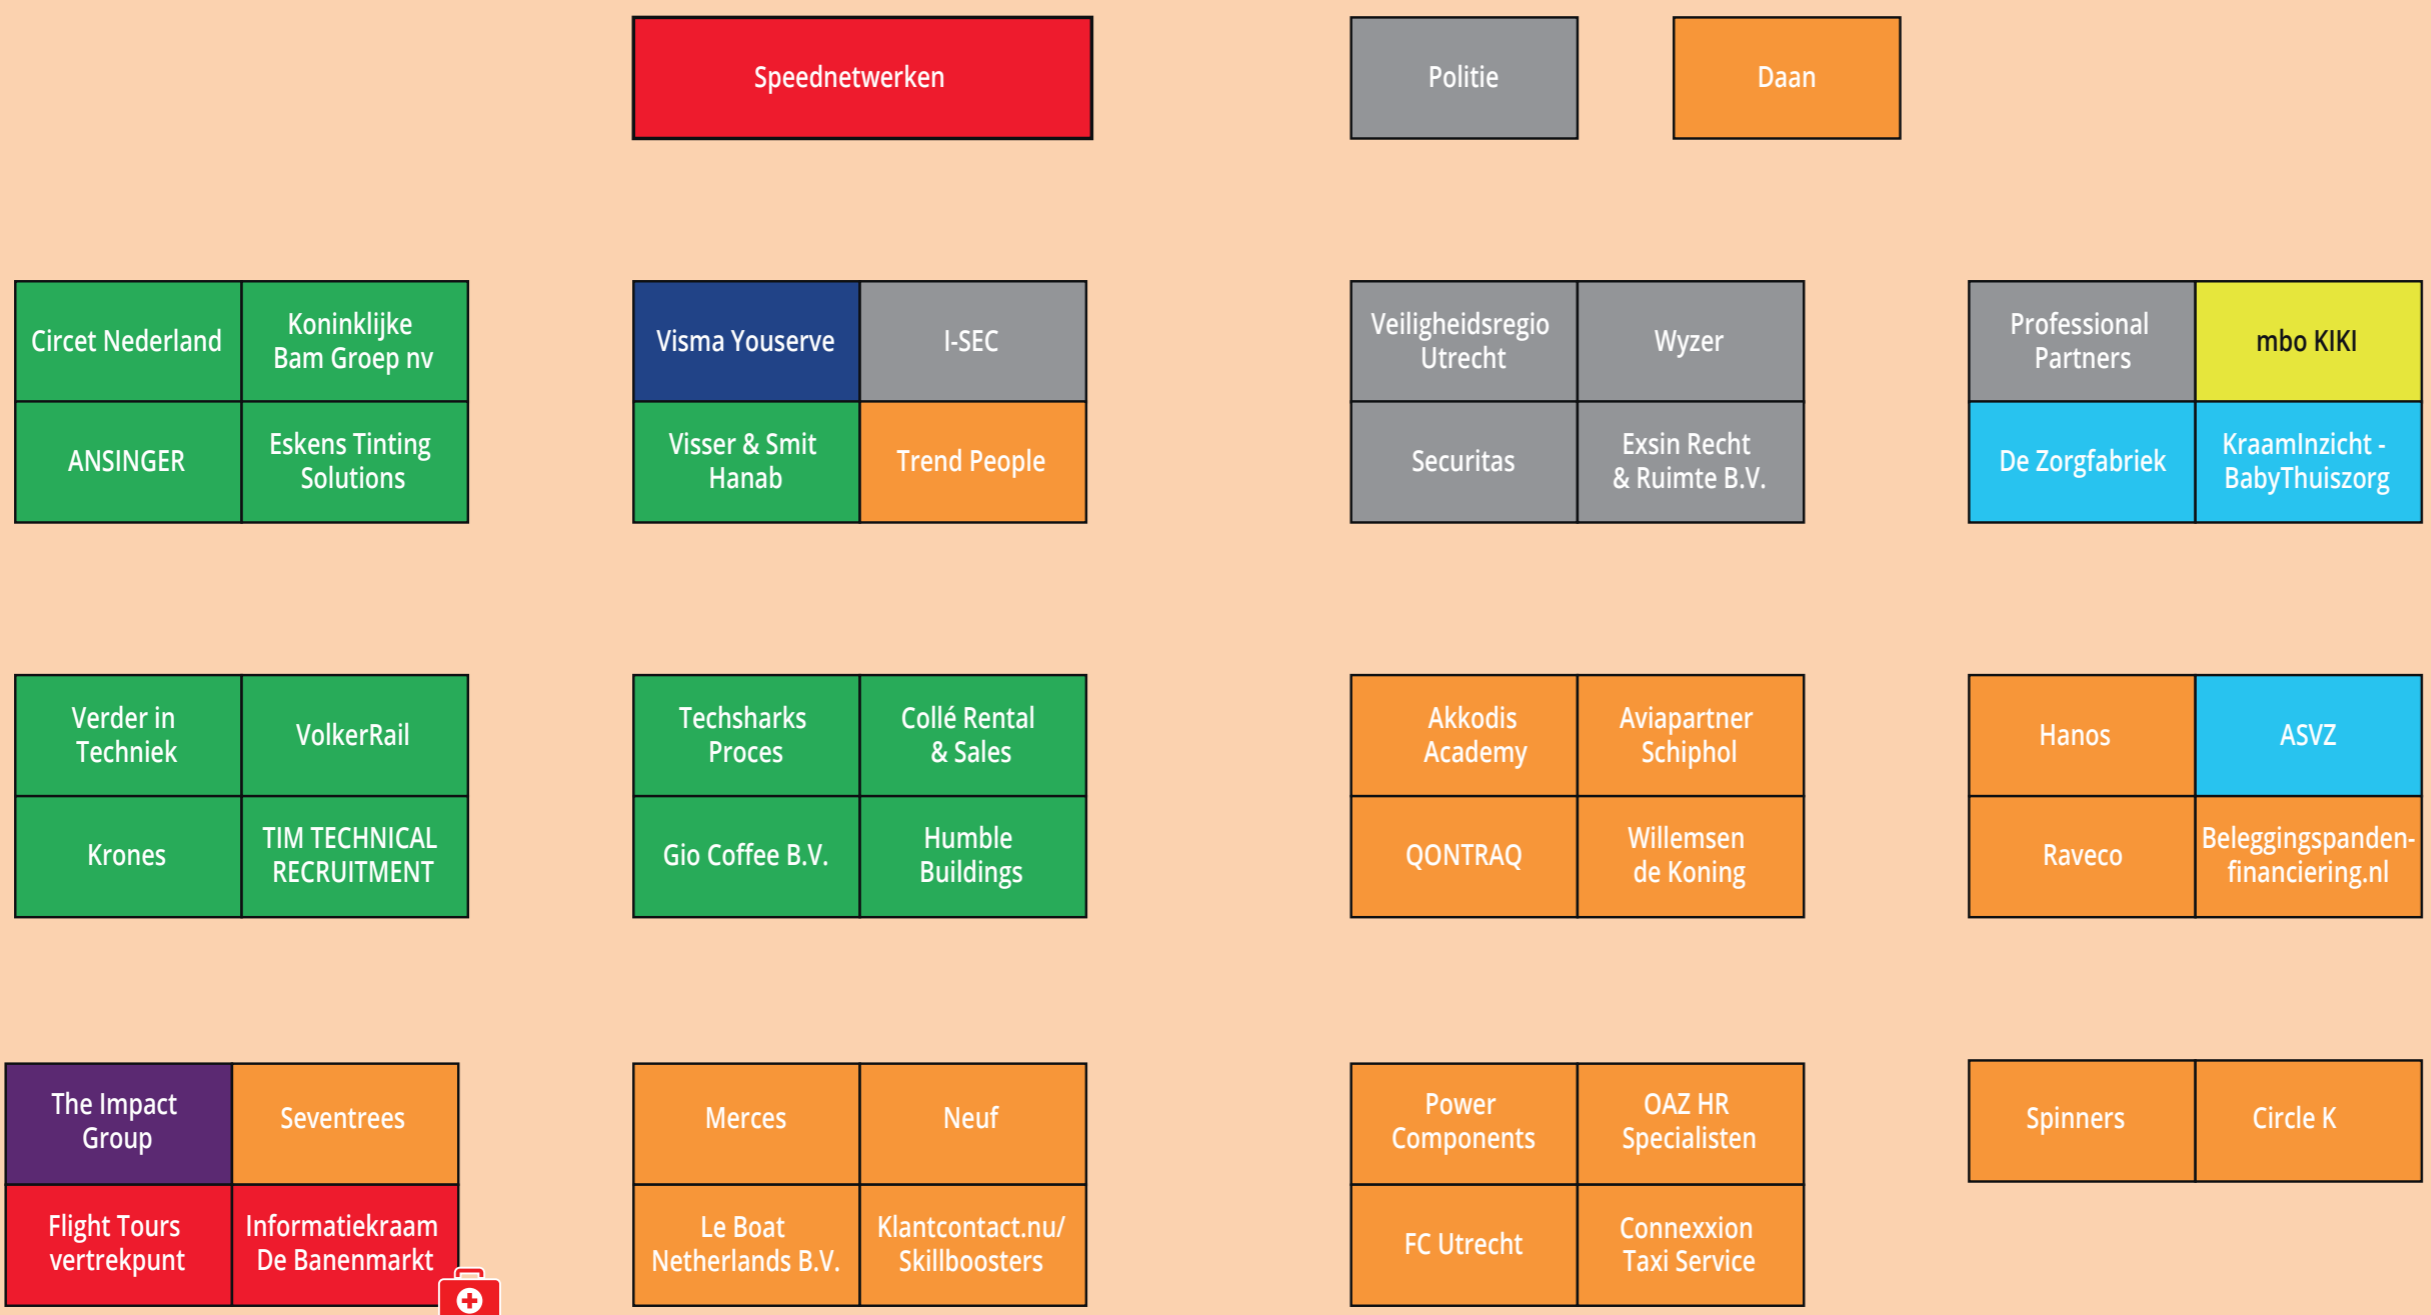 Speednetwerken
Politie
Daan
Circet Nederland
Koninklijke
Bam Groep nv
ANSINGER
Eskens Tinting
Solutions
Visma Youserve
I-SEC
Visser & Smit
Hanab
Trend People
Veiligheidsregio
Utrecht
Wyzer
Securitas
Exsin Recht
& Ruimte B.V.
Professional
Partners
mbo KIKI
De Zorgfabriek
KraamInzicht -
BabyThuiszorg
Verder in
Techniek
VolkerRail
Krones
TIM TECHNICAL
RECRUITMENT
Techsharks
Proces
Collé Rental
& Sales
Gio Coffee B.V.
Humble
Buildings
Akkodis
Academy
Aviapartner
Schiphol
QONTRAQ
Willemsen
de Koning
Hanos
ASVZ
Raveco
Beleggingspanden-
financiering.nl
The Impact
Group
Seventrees
Flight Tours
vertrekpunt
Informatiekraam
De Banenmarkt
Merces
Neuf
Le Boat
Netherlands B.V.
Klantcontact.nu/
Skillboosters
Power
Components
OAZ HR
Specialisten
FC Utrecht
Connexxion
Taxi Service
Spinners
Circle K